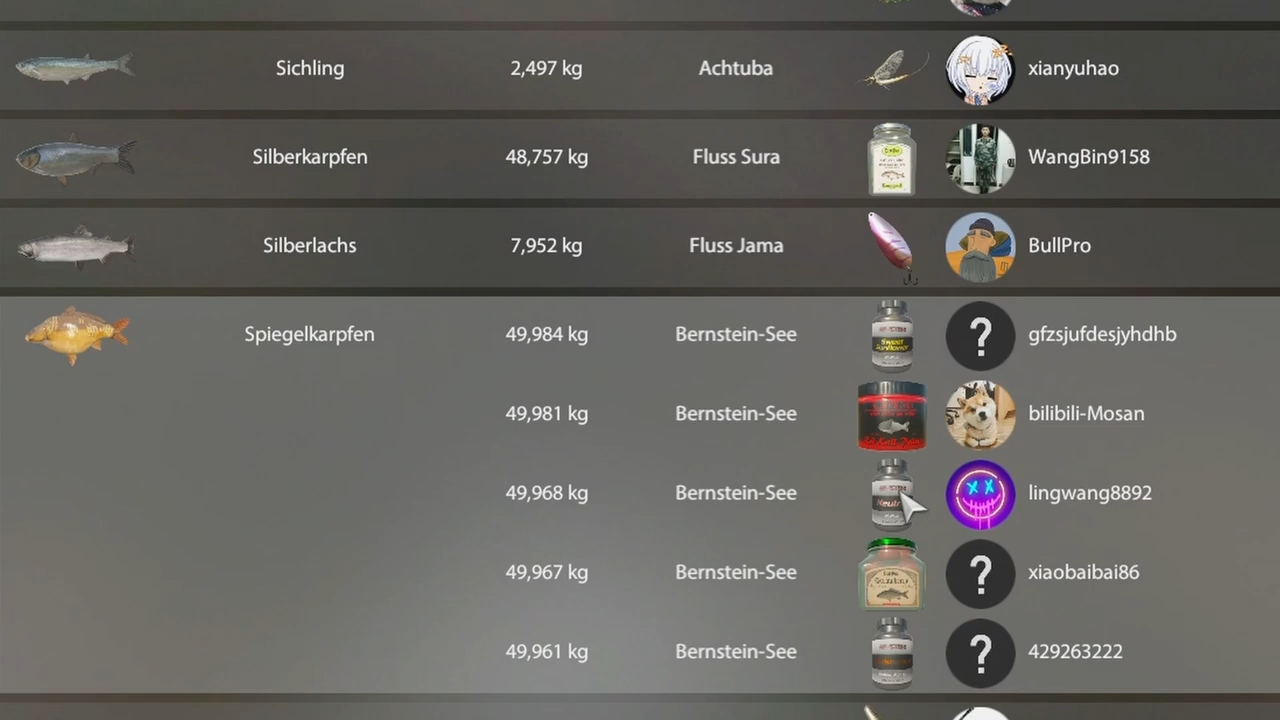 Sichling 2,497 kg Achtuba xianyuhao
Silberkarpfen 48,757 kg Fluss Sura WangBin9158
Silberlachs 7,952 kg Fluss Jama BullPro
Spiegelkarpfen 49,984 kg Bernstein-See Sweet Sunflower ? gfzsjufdesjyhdhb
49,981 kg Bernstein-See bilibili-Mosan
49,968 kg Bernstein-See lingwang8892
49,967 kg Bernstein-See ? xiaobaibai86
49,961 kg Bernstein-See ? 429263222